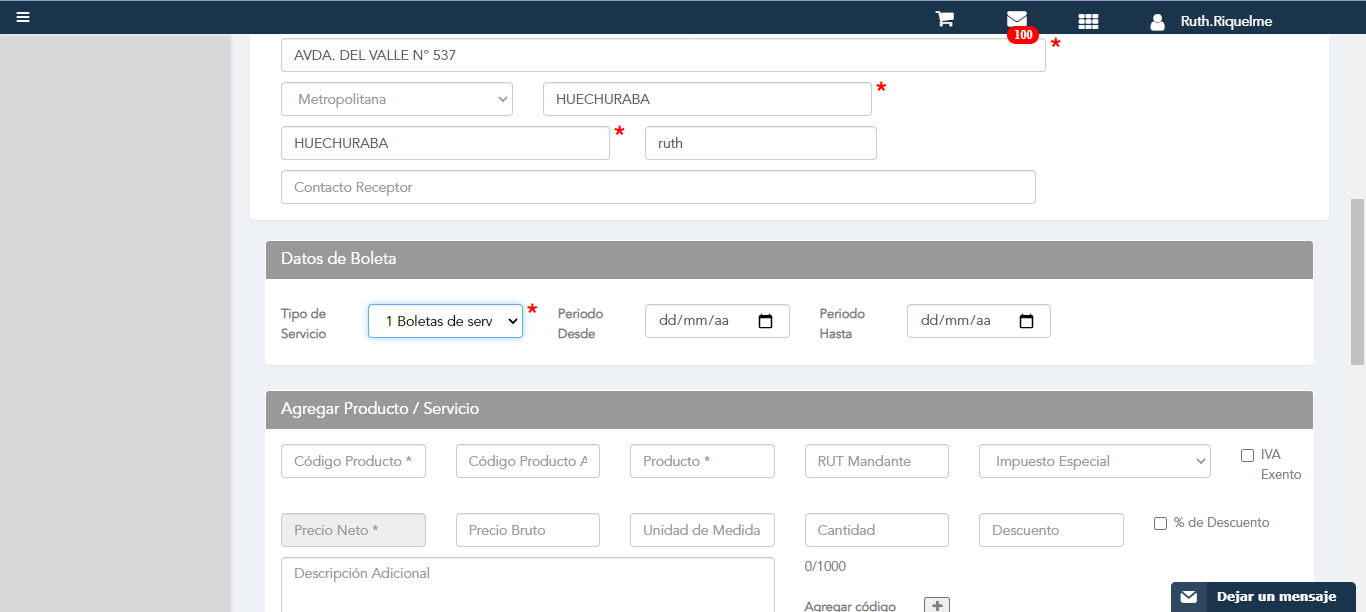 Ruth.Riquelme
100
AVDA. DEL VALLE N° 537 *
Metropolitana HUECHURABA *
HUECHURABA * ruth
Contacto Receptor
Datos de Boleta
Tipo de Servicio 1 Boletas de serv * Periodo Desde dd/mm/aa Periodo Hasta dd/mm/aa
Agregar Producto / Servicio
Código Producto * Código Producto A Producto * RUT Mandante Impuesto Especial IVA Exento
Precio Neto * Precio Bruto Unidad de Medida Cantidad Descuento % de Descuento
Descripción Adicional 0/1000
Agregar código +
Dejar un mensaje